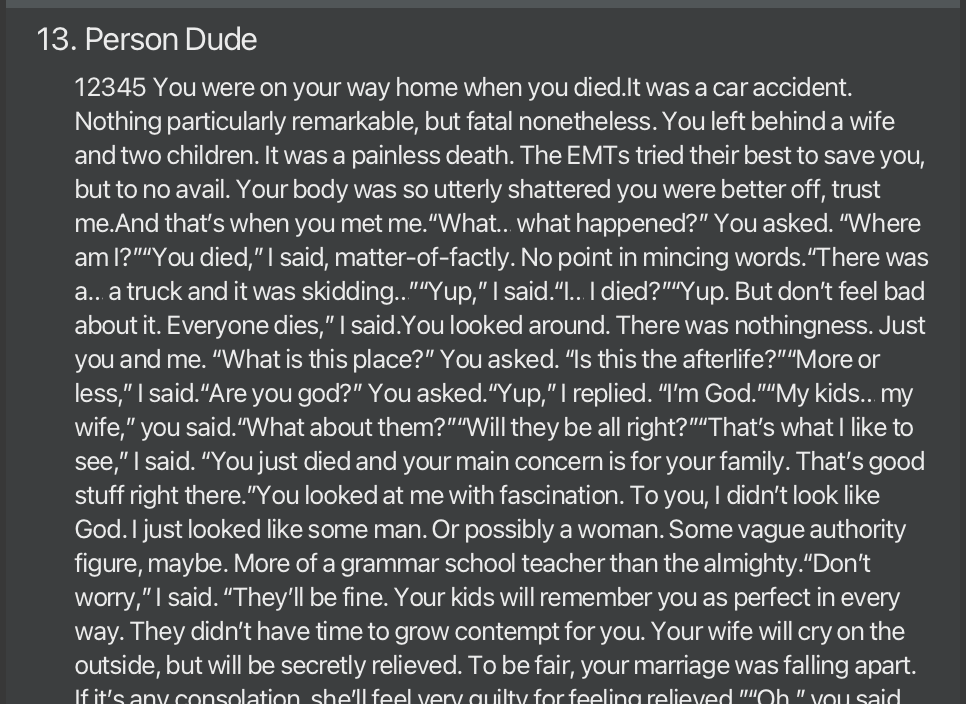 13. Person Dude
12345 You were on your way home when you died.It was a car accident.
Nothing particularly remarkable, but fatal nonetheless. You left behind a wife
and two children. It was a painless death. The EMTs tried their best to save you,
but to no avail. Your body was so utterly shattered you were better off, trust
me.And that’s when you met me.“What… what happened?” You asked. “Where
am I?”“You died,” I said, matter-of-factly. No point in mincing words.“There was
a… a truck and it was skidding…”“Yup,” I said.“I… I died?”“Yup. But don’t feel bad
about it. Everyone dies,” I said.You looked around. There was nothingness. Just
you and me. “What is this place?” You asked. “Is this the afterlife?”“More or
less,” I said.“Are you god?” You asked.“Yup,” I replied. “I’m God.”“My kids… my
wife,” you said.“What about them?”“Will they be all right?”“That’s what I like to
see,” I said. “You just died and your main concern is for your family. That’s good
stuff right there.”You looked at me with fascination. To you, I didn’t look like
God. I just looked like some man. Or possibly a woman. Some vague authority
figure, maybe. More of a grammar school teacher than the almighty.“Don’t
worry,” I said. “They’ll be fine. Your kids will remember you as perfect in every
way. They didn’t have time to grow contempt for you. Your wife will cry on the
outside, but will be secretly relieved. To be fair, your marriage was falling apart.
If it’s any consolation, she’ll feel very guilty for feeling relieved.”“Oh,” you said.